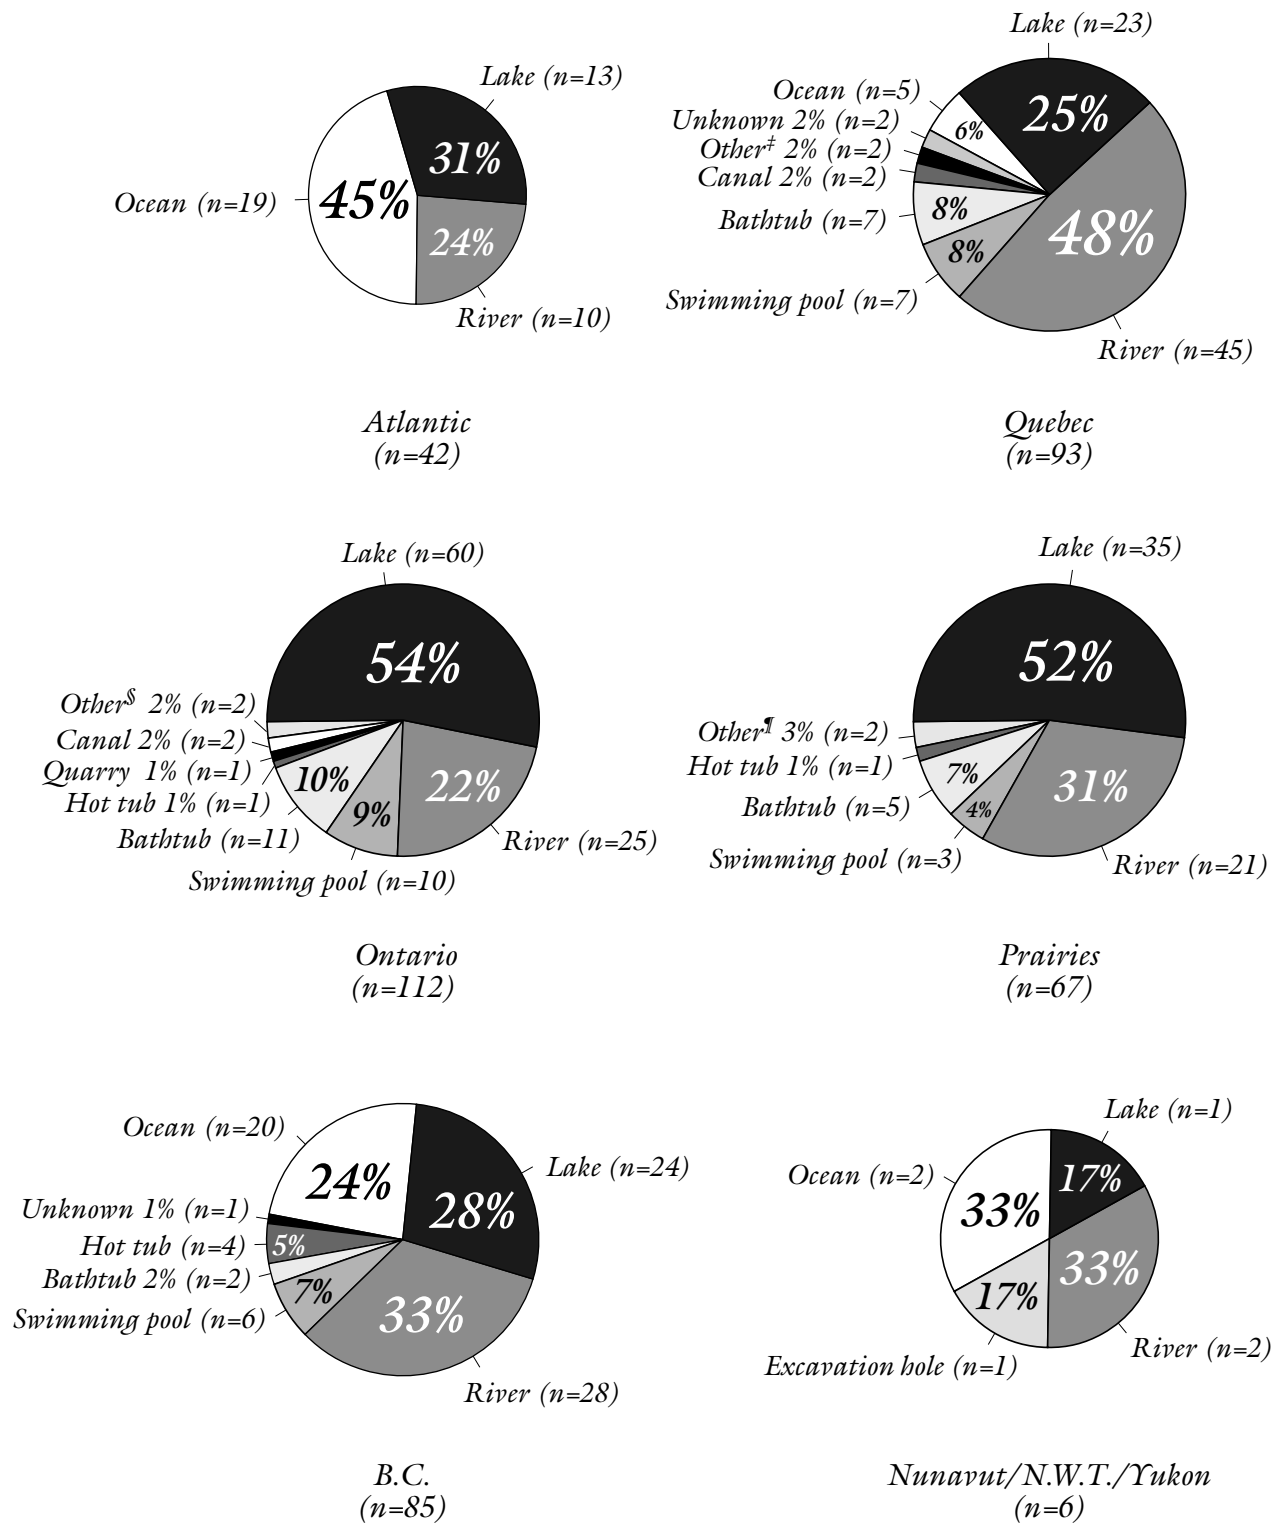 Lake (n=13)
31%
Ocean (n=19)
45%
24%
River (n=10)
Atlantic
(n=42)
Lake (n=23)
Ocean (n=5)
25%
Unknown 2% (n=2)
6%
Other‡ 2% (n=2)
Canal 2% (n=2)
8%
Bathtub (n=7)
48%
8%
Swimming pool (n=7)
River (n=45)
Quebec
(n=93)
Lake (n=60)
54%
Other§ 2% (n=2)
Canal 2% (n=2)
Quarry 1% (n=1)
10%
22%
Hot tub 1% (n=1)
9%
Bathtub (n=11)
River (n=25)
Swimming pool (n=10)
Ontario
(n=112)
Lake (n=35)
52%
Other¶ 3% (n=2)
Hot tub 1% (n=1)
7%
31%
Bathtub (n=5)
4%
Swimming pool (n=3)
River (n=21)
Prairies
(n=67)
Ocean (n=20)
Lake (n=24)
24%
28%
Unknown 1% (n=1)
Hot tub (n=4)
5%
Bathtub 2% (n=2)
7%
Swimming pool (n=6)
33%
River (n=28)
B.C.
(n=85)
Lake (n=1)
Ocean (n=2)
17%
33%
33%
17%
River (n=2)
Excavation hole (n=1)
Nunavut/N.W.T./Yukon
(n=6)